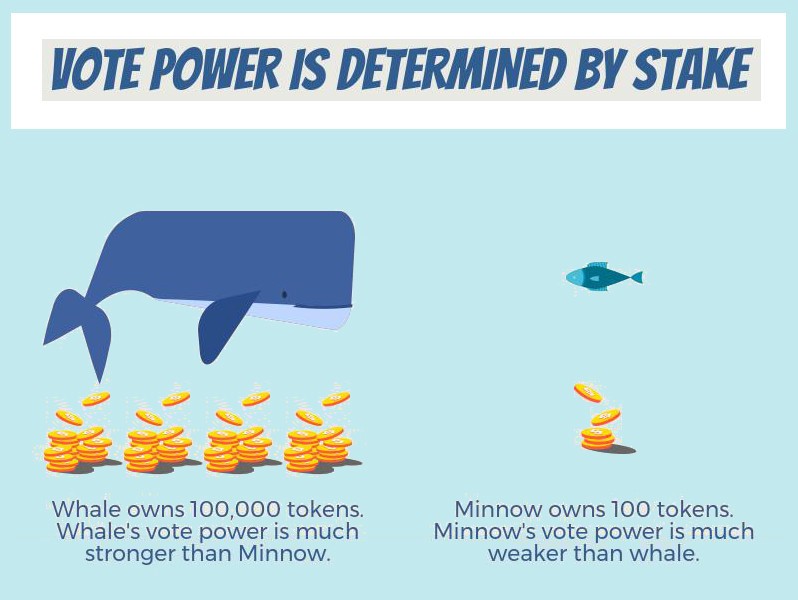 VOTE POWER IS DETERMINED BY STAKE
Whale owns 100,000 tokens.
Whale's vote power is much
stronger than Minnow.
Minnow owns 100 tokens.
Minnow's vote power is much
weaker than whale.